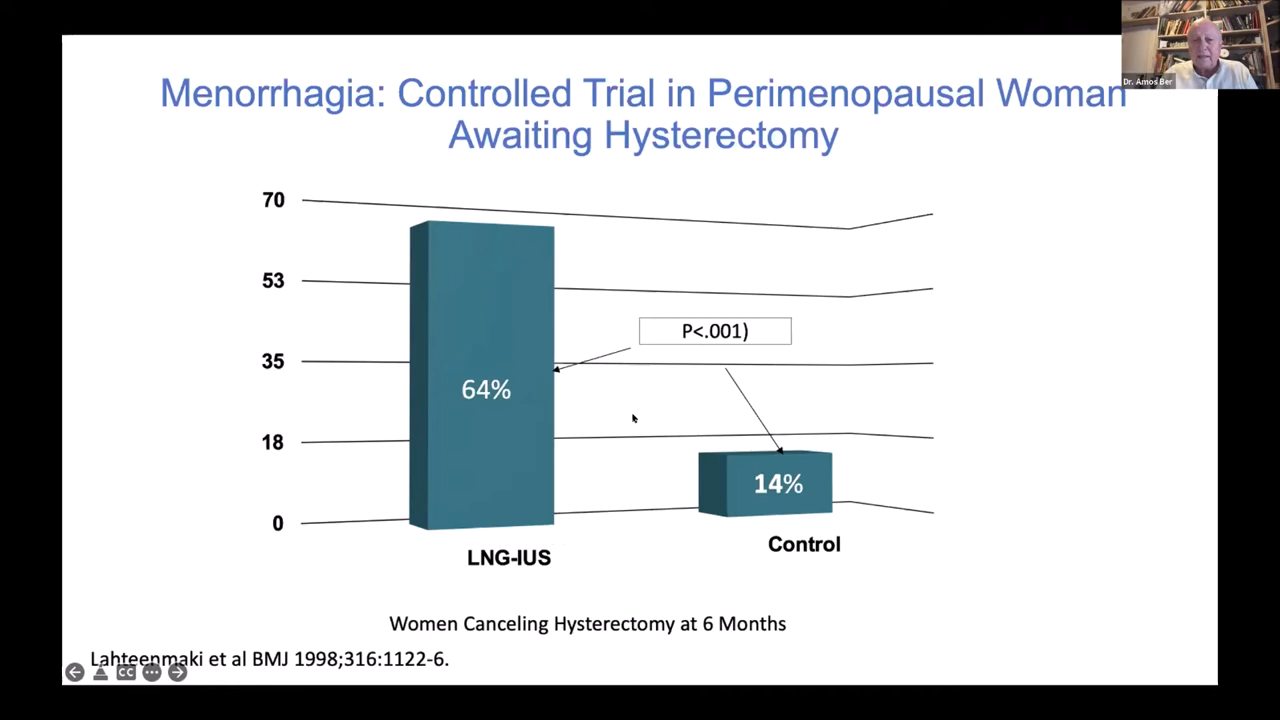 Menorrhagia: Controlled Trial in Perimenopausal Woman
Awaiting Hysterectomy
Dr. Amos Ber
70
53
35
18
0
P<.001)
64%
14%
LNG-IUS
Control
Women Canceling Hysterectomy at 6 Months
Lahteenmaki et al BMJ 1998;316:1122-6.
CC